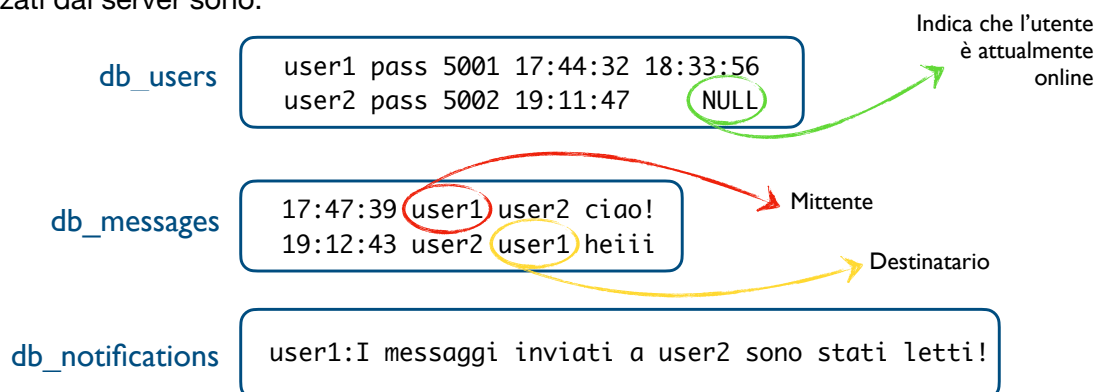 zati dal server sono:
Indica che l'utente
è attualmente
online
db_users
user1 pass 5001 17:44:32 18:33:56
user2 pass 5002 19:11:47 NULL
db_messages
17:47:39 user1 user2 ciao!
19:12:43 user2 user1 heiii
Mittente
Destinatario
db_notifications
user1:I messaggi inviati a user2 sono stati letti!